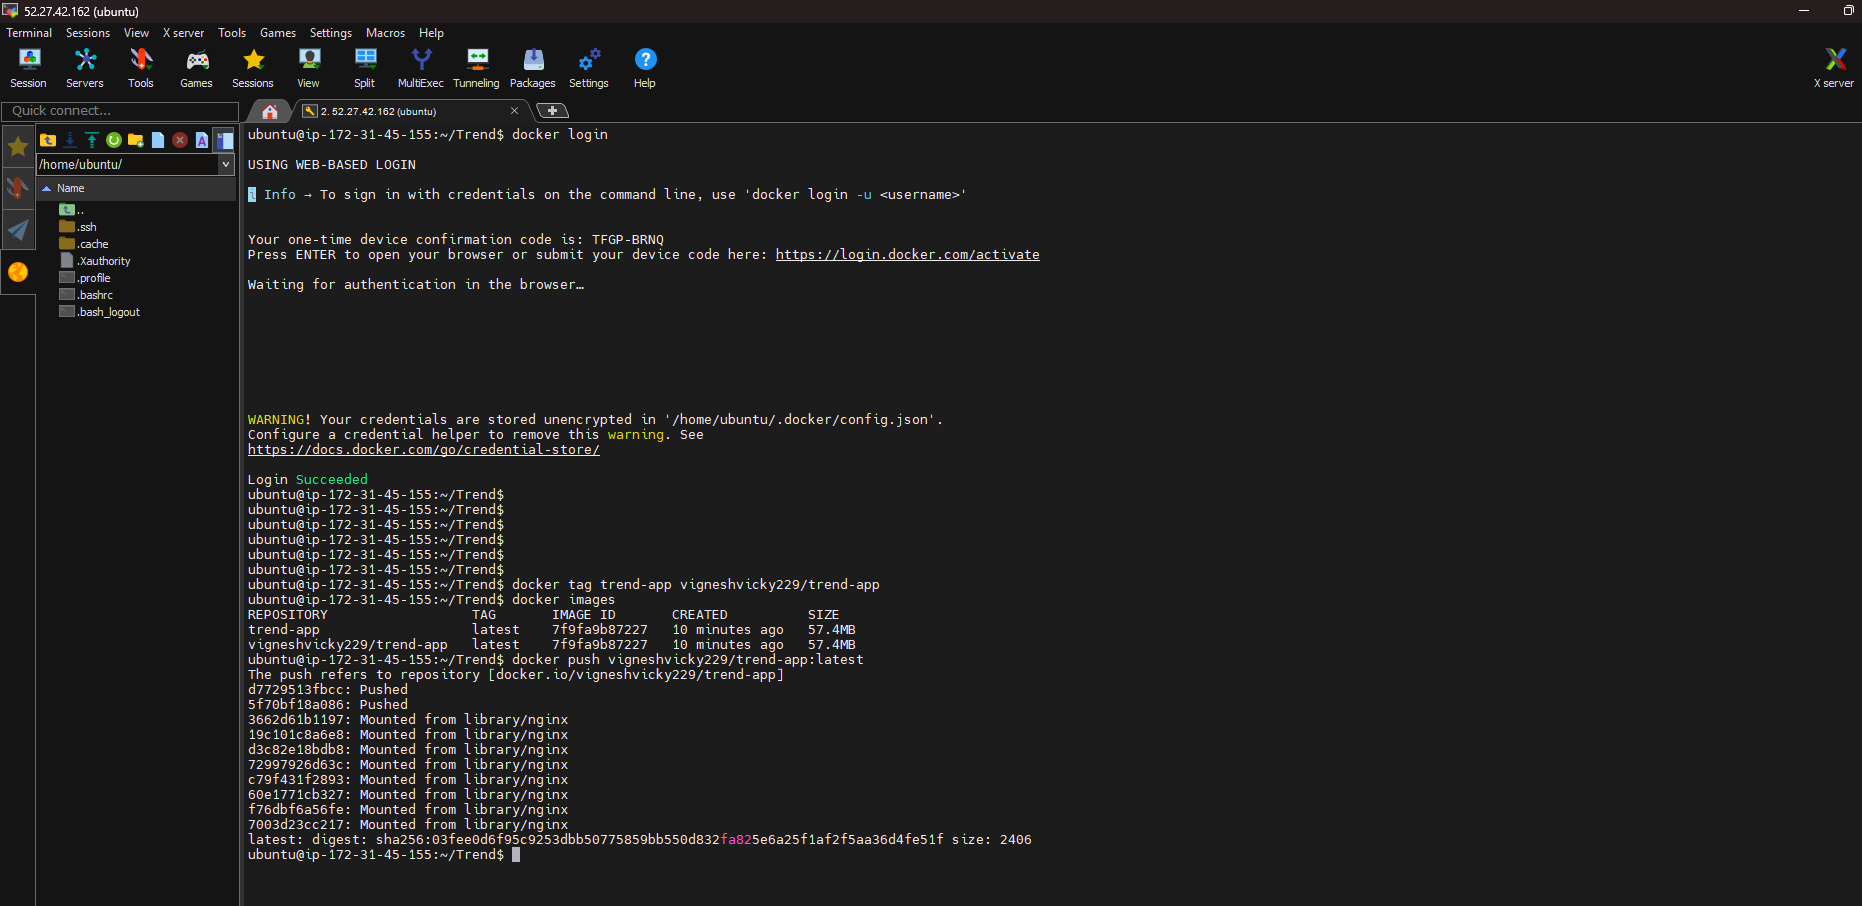 52.27.42.162 (ubuntu)
Terminal Sessions View X server Tools Games Settings Macros Help
Session Servers Tools Games Sessions View Split MultiExec Tunneling Packages Settings Help X server
Quick connect...
2. 52.27.42.162 (ubuntu)
/home/ubuntu/
Name
..
.ssh
.cache
.Xauthority
.profile
.bashrc
.bash_logout
ubuntu@ip-172-31-45-155:~/Trend$ docker login
USING WEB-BASED LOGIN
i Info → To sign in with credentials on the command line, use 'docker login -u <username>'
Your one-time device confirmation code is: TFGP-BRNQ
Press ENTER to open your browser or submit your device code here: https://login.docker.com/activate
Waiting for authentication in the browser…
WARNING! Your credentials are stored unencrypted in '/home/ubuntu/.docker/config.json'.
Configure a credential helper to remove this warning. See
https://docs.docker.com/go/credential-store/
Login Succeeded
ubuntu@ip-172-31-45-155:~/Trend$
ubuntu@ip-172-31-45-155:~/Trend$
ubuntu@ip-172-31-45-155:~/Trend$
ubuntu@ip-172-31-45-155:~/Trend$
ubuntu@ip-172-31-45-155:~/Trend$
ubuntu@ip-172-31-45-155:~/Trend$
ubuntu@ip-172-31-45-155:~/Trend$ docker tag trend-app vigneshvicky229/trend-app
ubuntu@ip-172-31-45-155:~/Trend$ docker images
REPOSITORY TAG IMAGE ID CREATED SIZE
trend-app latest 7f9fa9b87227 10 minutes ago 57.4MB
vigneshvicky229/trend-app latest 7f9fa9b87227 10 minutes ago 57.4MB
ubuntu@ip-172-31-45-155:~/Trend$ docker push vigneshvicky229/trend-app:latest
The push refers to repository [docker.io/vigneshvicky229/trend-app]
d7729513fbcc: Pushed
5f70bf18a086: Pushed
3662d61b1197: Mounted from library/nginx
19c101c8a6e8: Mounted from library/nginx
d3c82e18bdb8: Mounted from library/nginx
72997926d63c: Mounted from library/nginx
c79f431f2893: Mounted from library/nginx
60e1771cb327: Mounted from library/nginx
f76dbf6a56fe: Mounted from library/nginx
7003d23cc217: Mounted from library/nginx
latest: digest: sha256:03fee0d6f95c9253dbb50775859bb550d832fa825e6a25f1af2f5aa36d4fe51f size: 2406
ubuntu@ip-172-31-45-155:~/Trend$